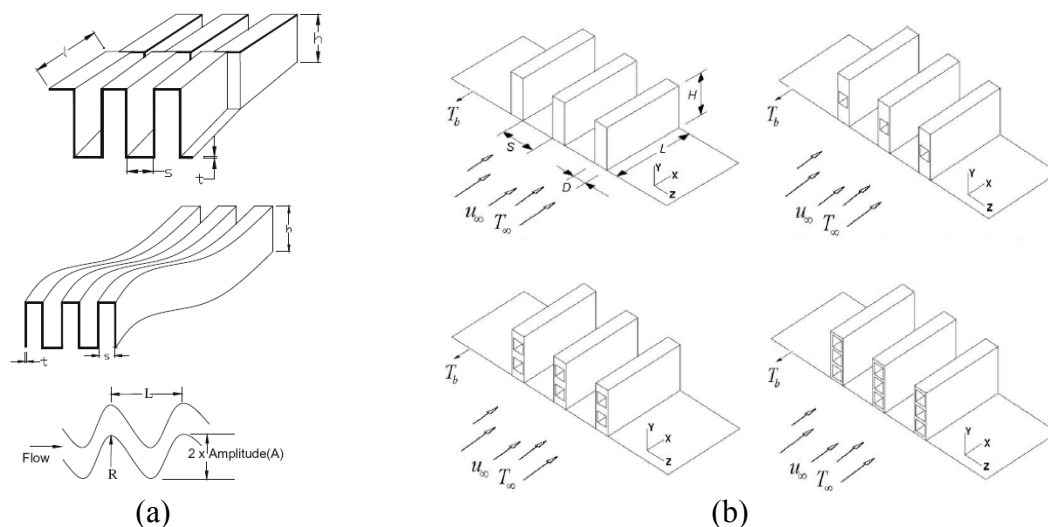 l
h
s
t
h
t
s
L
Flow
R
2 x Amplitude(A)
(a)
T_b
S
D
H
L
Y
X
Z
u_∞
T_∞
T_b
Y
X
Z
u_∞
T_∞
T_b
Y
X
Z
u_∞
T_∞
T_b
Y
X
Z
u_∞
T_∞
(b)